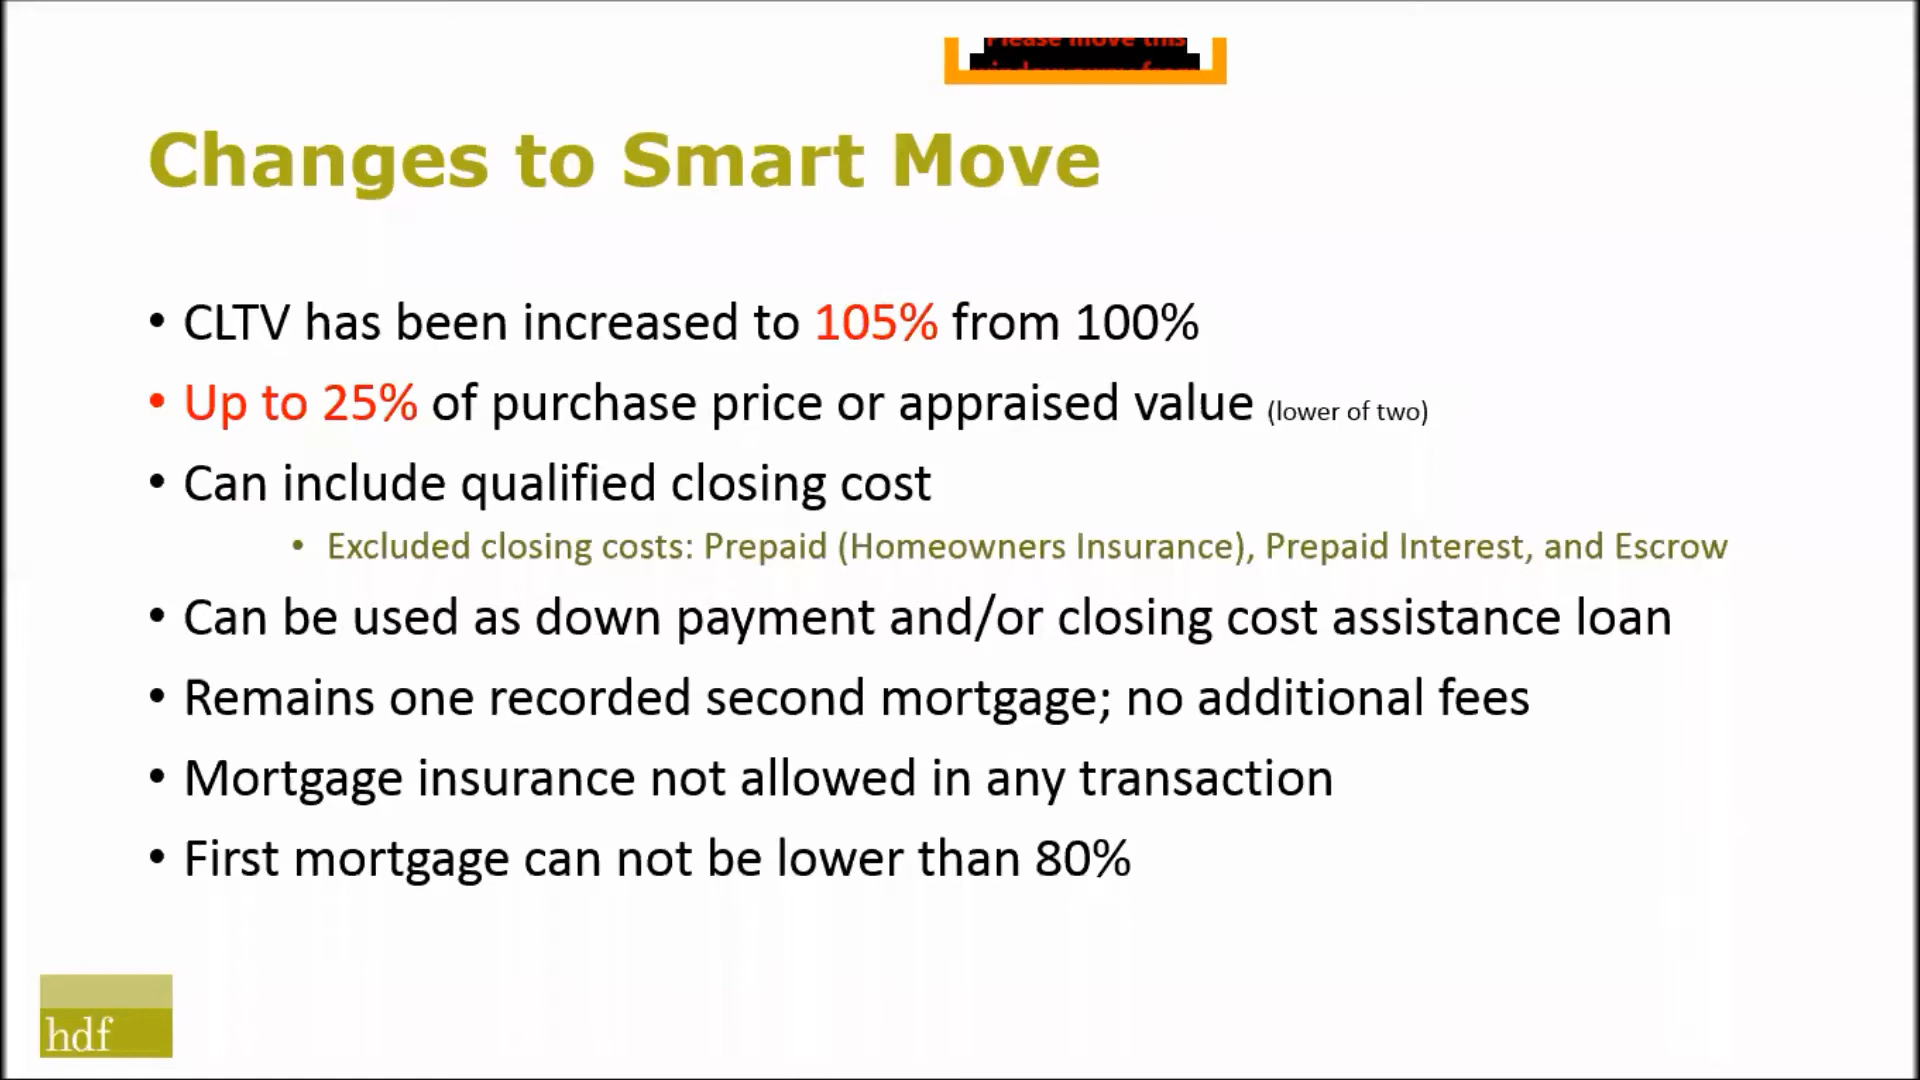 Please move this
Changes to Smart Move
• CLTV has been increased to 105% from 100%
• Up to 25% of purchase price or appraised value (lower of two)
• Can include qualified closing cost
• Excluded closing costs: Prepaid (Homeowners Insurance), Prepaid Interest, and Escrow
• Can be used as down payment and/or closing cost assistance loan
• Remains one recorded second mortgage; no additional fees
• Mortgage insurance not allowed in any transaction
• First mortgage can not be lower than 80%
hdf